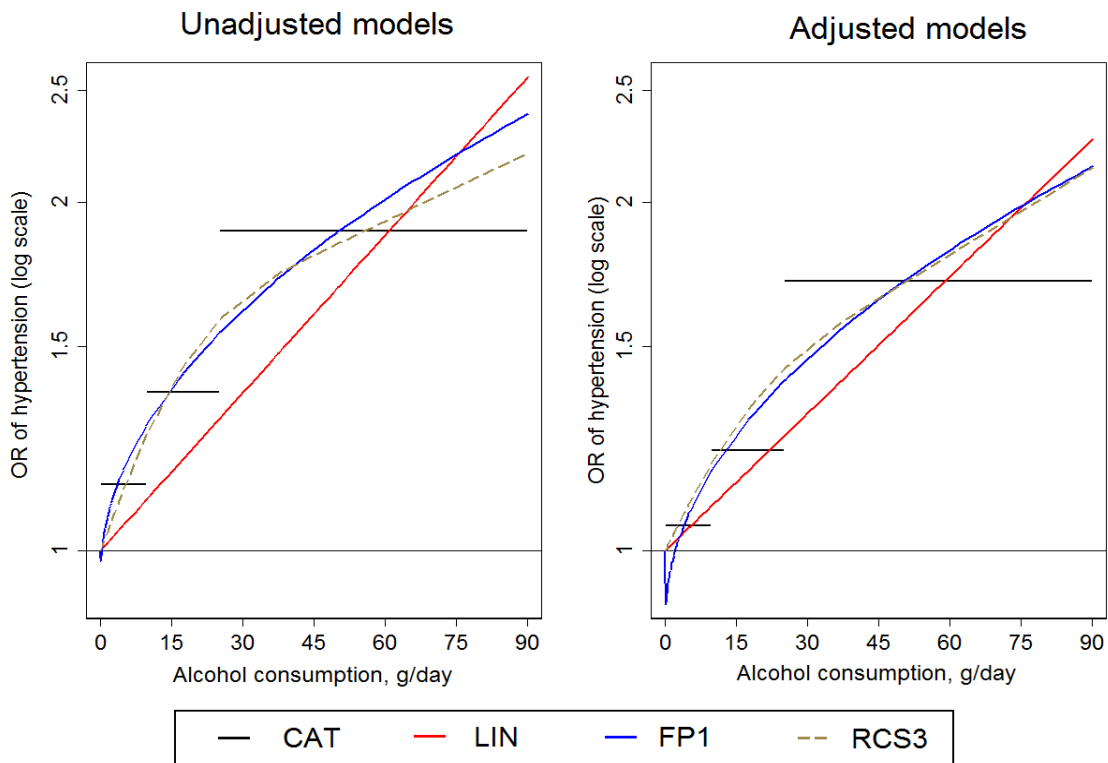 Unadjusted models
Adjusted models
OR of hypertension (log scale)
2.5
2
1.5
1
0 15 30 45 60 75 90
Alcohol consumption, g/day
OR of hypertension (log scale)
2.5
2
1.5
1
0 15 30 45 60 75 90
Alcohol consumption, g/day
CAT LIN FP1 RCS3